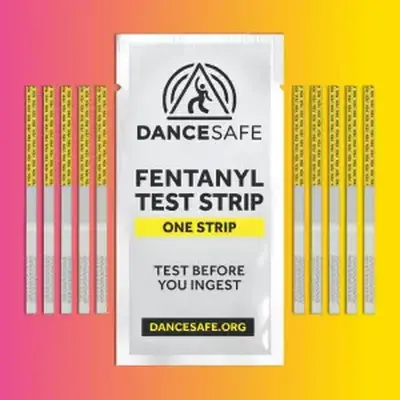 DANCESAFE
FENTANYL
TEST STRIP
ONE STRIP
TEST BEFORE
YOU INGEST
DANCESAFE.ORG